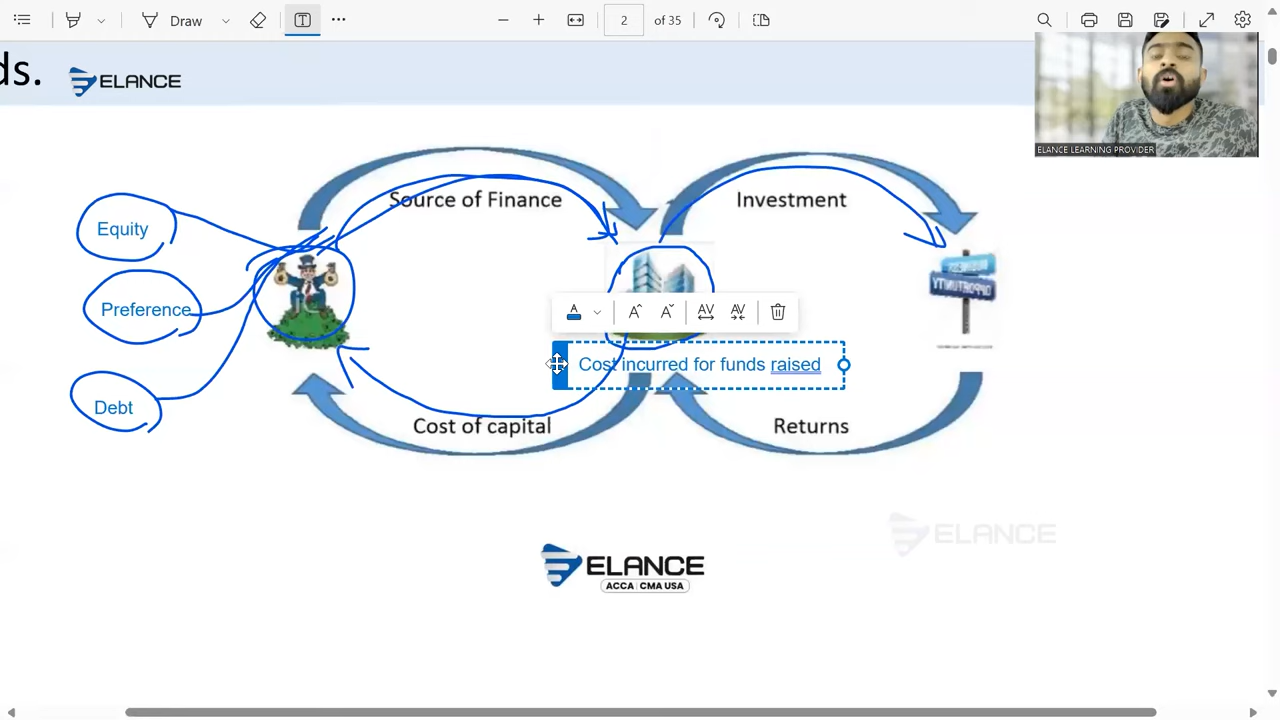 Draw
2
of 35
ds.
ELANCE
ELANCE LEARNING PROVIDER
Source of Finance
Investment
Equity
Preference
Debt
Cost incurred for funds raised
Cost of capital
Returns
ELANCE
ELANCE
ACCA | CMA USA